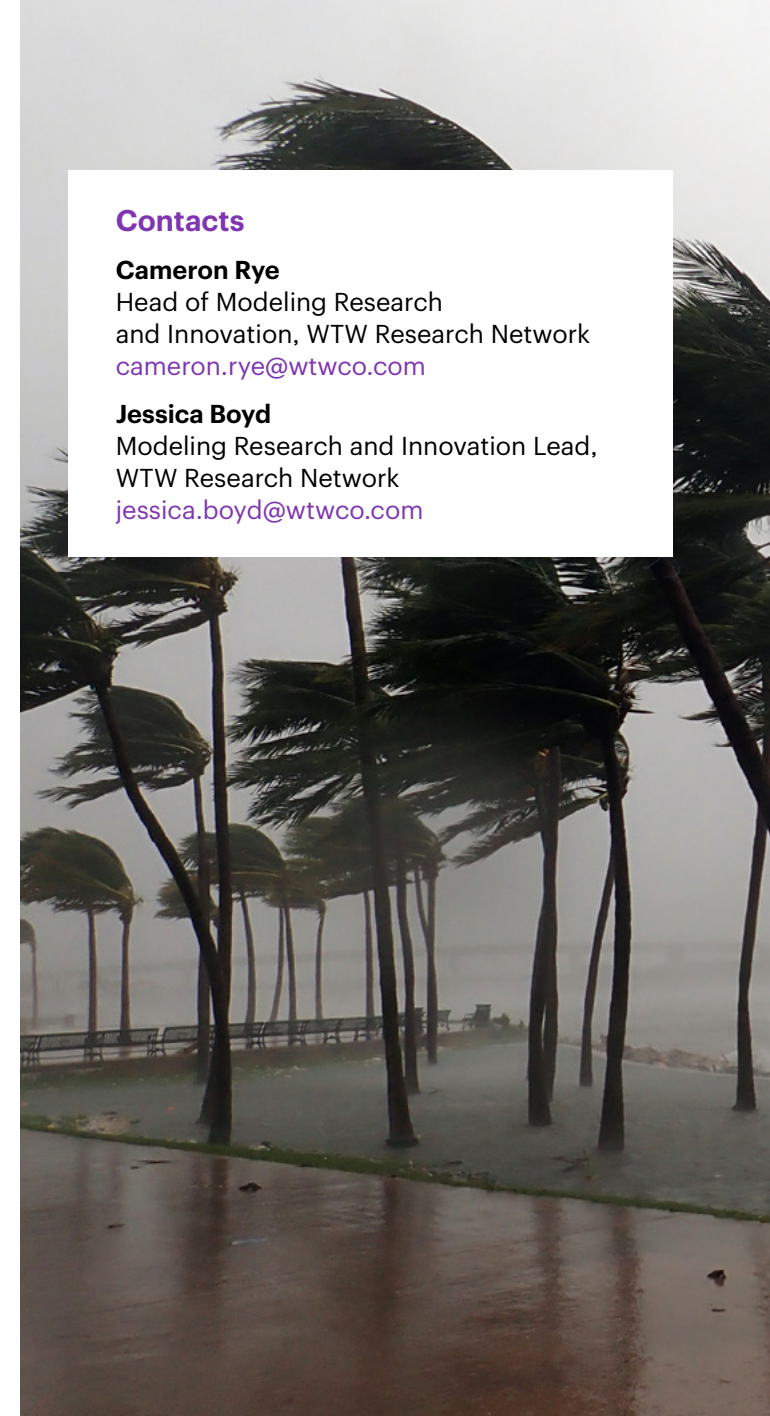 Contacts
Cameron Rye
Head of Modeling Research
and Innovation, WTW Research Network
cameron.rye@wtwco.com
Jessica Boyd
Modeling Research and Innovation Lead,
WTW Research Network
jessica.boyd@wtwco.com